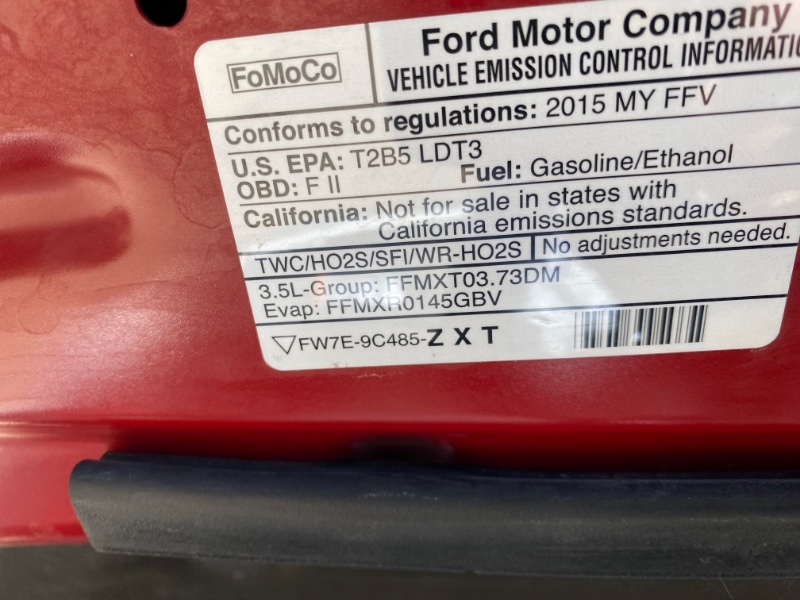 FoMoCo
Ford Motor Company
VEHICLE EMISSION CONTROL INFORMATIO
Conforms to regulations: 2015 MY FFV
U.S. EPA: T2B5 LDT3
OBD: F II Fuel: Gasoline/Ethanol
California: Not for sale in states with
California emissions standards.
TWC/HO2S/SFI/WR-HO2S No adjustments needed.
3.5L-Group: FFMXT03.73DM
Evap: FFMXR0145GBV
FW7E-9C485-Z X T